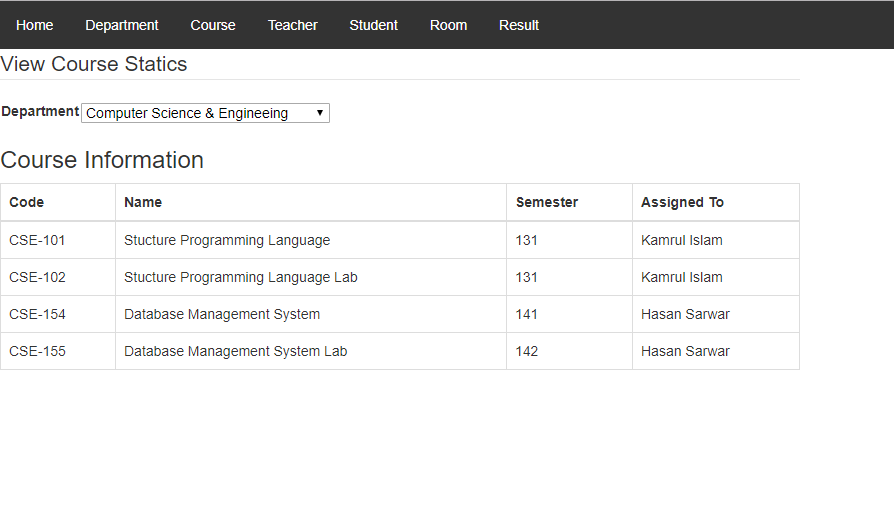 Home Department Course Teacher Student Room Result
View Course Statics
Department Computer Science & Engineeing
Course Information
Code Name Semester Assigned To
CSE-101 Stucture Programming Language 131 Kamrul Islam
CSE-102 Stucture Programming Language Lab 131 Kamrul Islam
CSE-154 Database Management System 141 Hasan Sarwar
CSE-155 Database Management System Lab 142 Hasan Sarwar